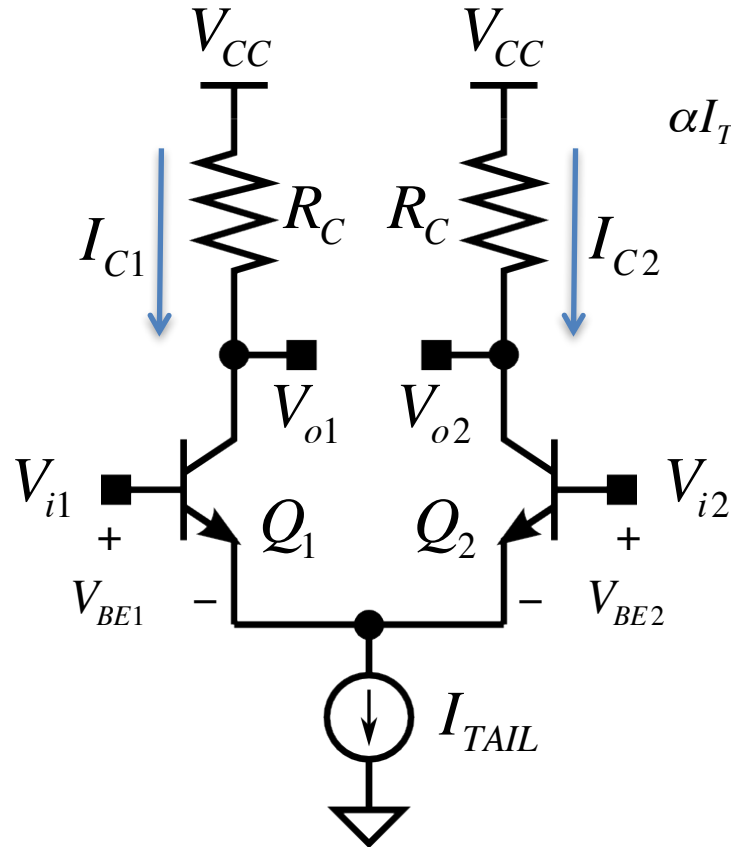 V_CC V_CC
αI_T
R_C R_C
I_C1 I_C2
V_o1 V_o2
V_i1 V_i2
Q_1 Q_2
+ +
V_BE1 − − V_BE2
I_TAIL